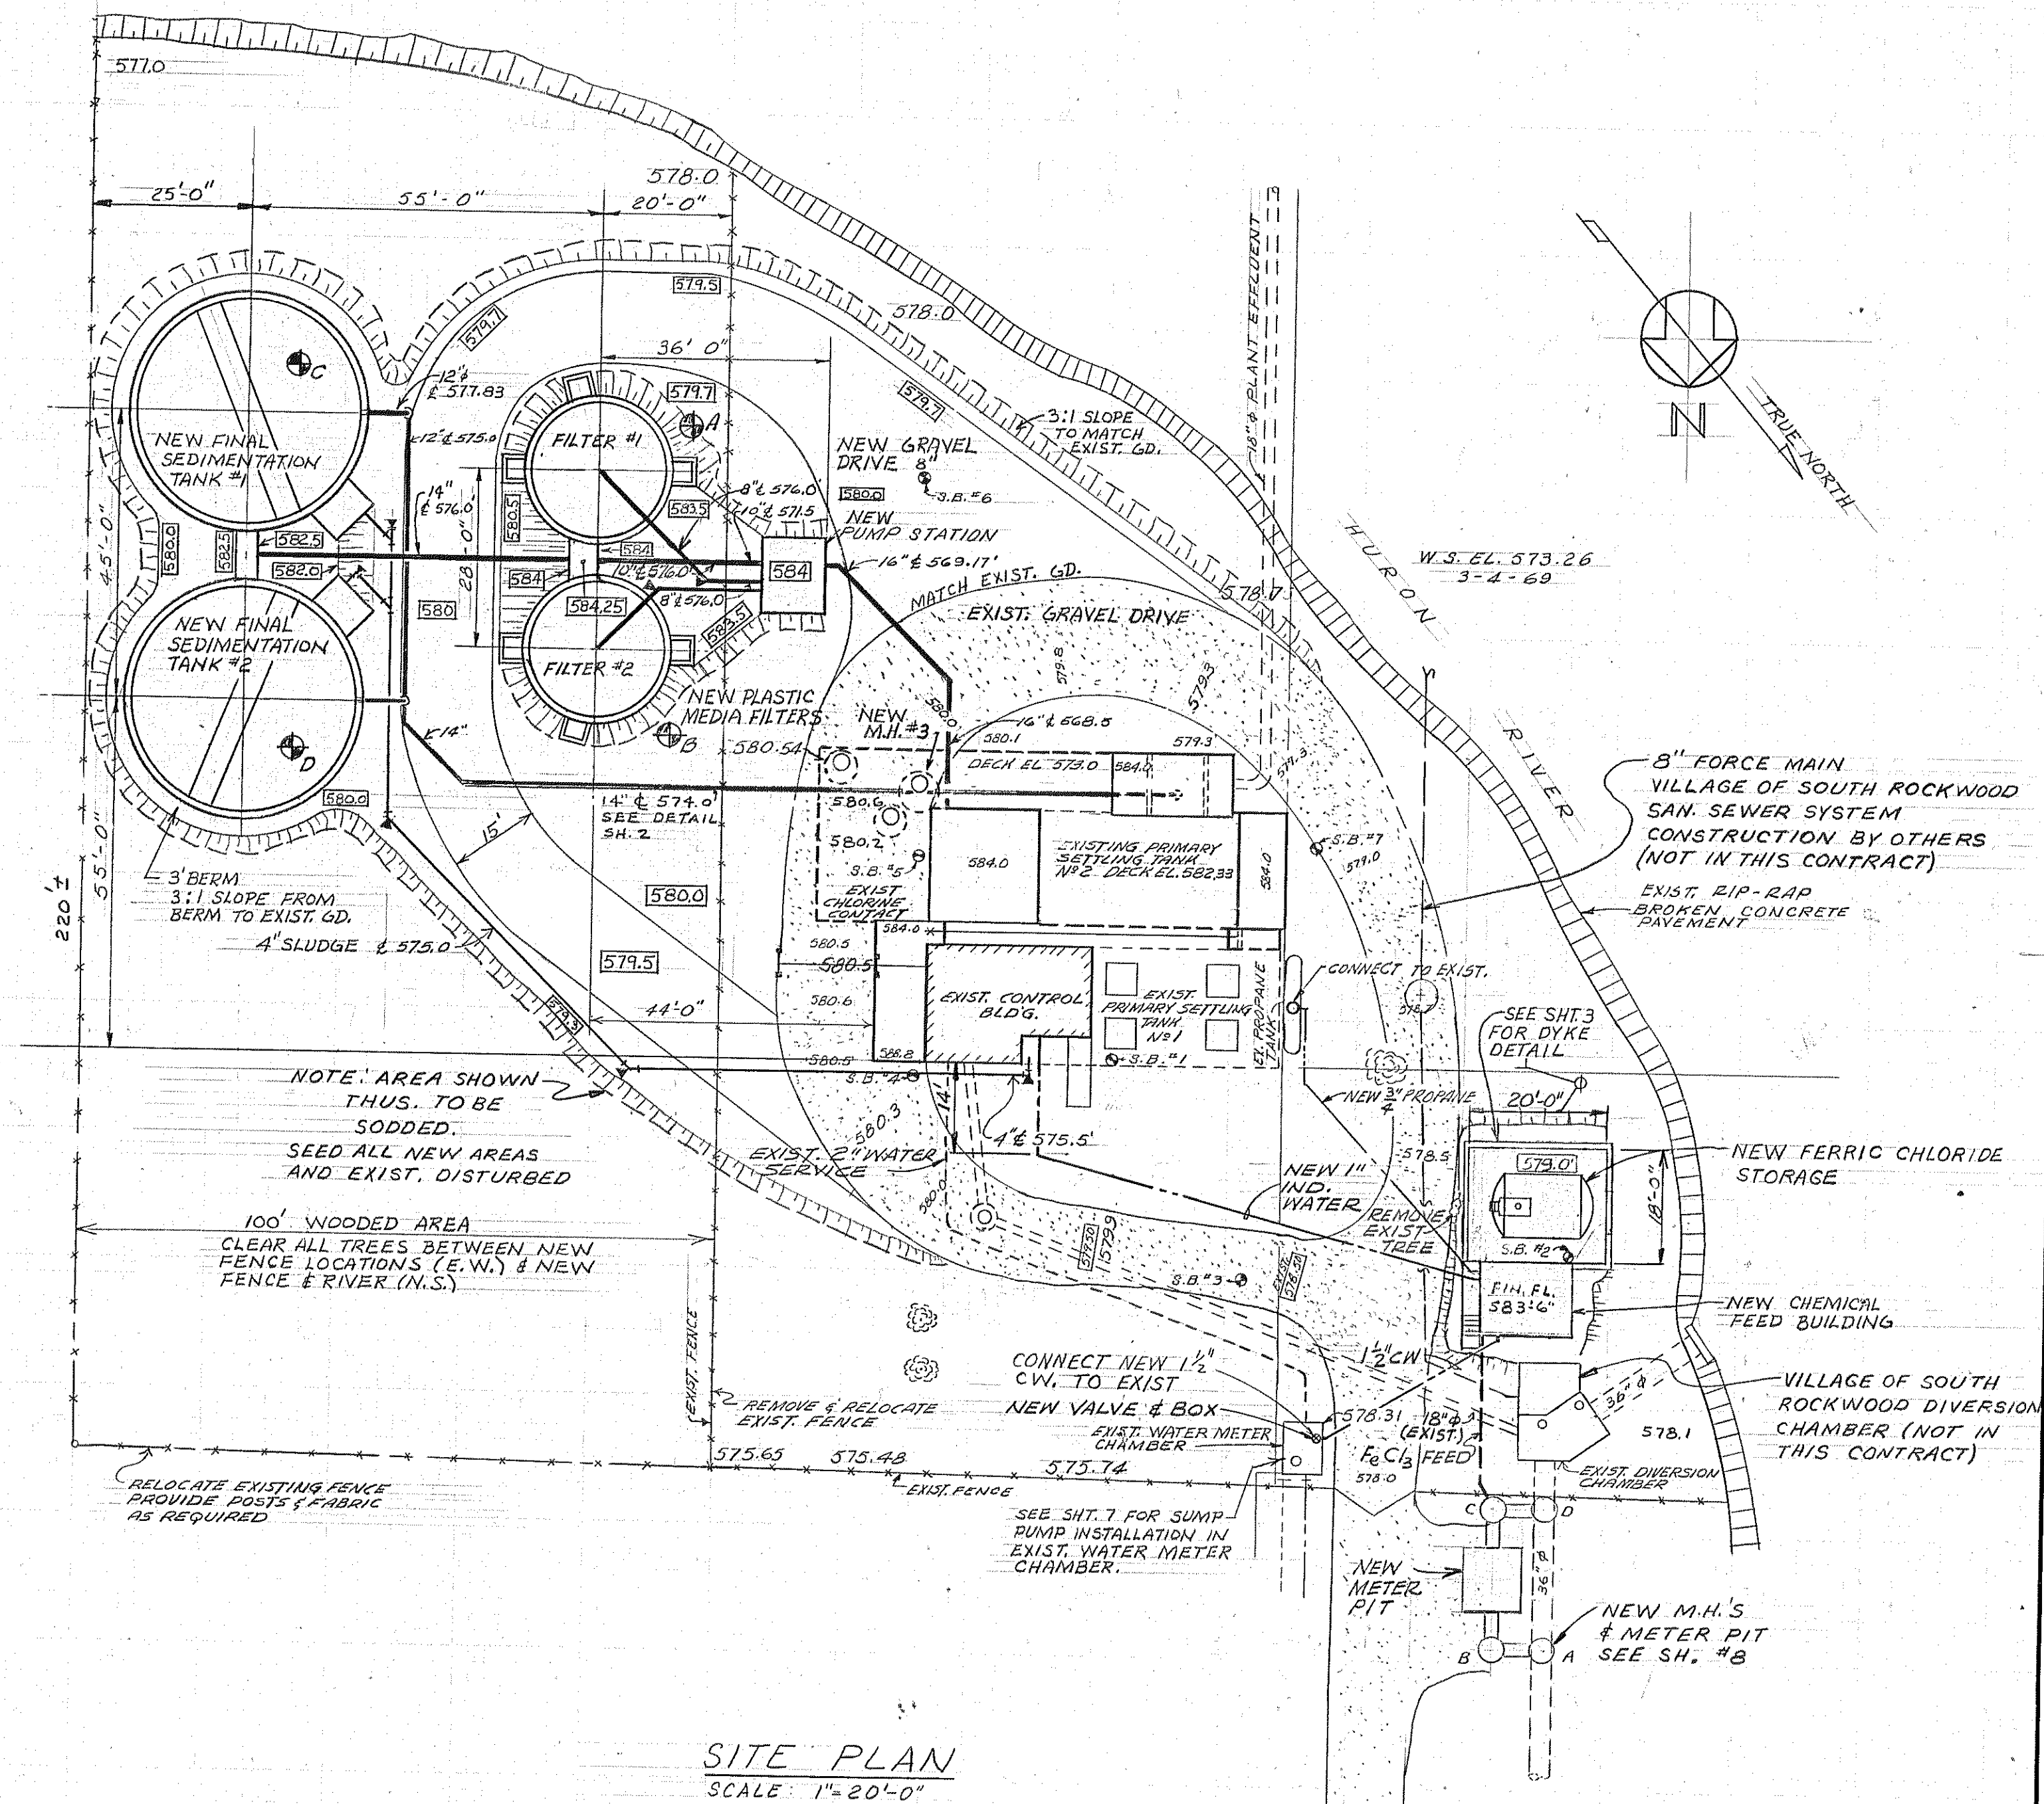 577.0
578.0
25'-0"
55'-0"
20'-0"
579.5
579.7
578.0
36' 0"
579.7
579.7
18" ⌀ PLANT EFFLUENT
3:1 SLOPE
TO MATCH
EXIST. GD.
N
TRUE NORTH
C
12"⌀
℄ 577.83
12" ℄ 575.0
NEW FINAL
SEDIMENTATION
TANK #1
14"
℄ 576.0'
45'-0"
28'-0"
FILTER #1
A
NEW GRAVEL
DRIVE 8"
580.0
S.B. #6
8" ℄ 576.0'
10" ℄ 571.5
583.5
NEW
PUMP STATION
580.5
580.0
582.5
582.5
582.0
584
584
10" ℄ 576.0'
584
584.25
8" ℄ 576.0'
583.5
580
16" ℄ 569.17'
MATCH EXIST. GD.
578.7
EXIST. GRAVEL DRIVE
579.8
579.3
HURON
RIVER
W.S. EL. 573.26
3-4-69
NEW FINAL
SEDIMENTATION
TANK #2
D
FILTER #2
NEW PLASTIC
MEDIA FILTERS
B
580.54
NEW
M.H. #3
580.0
16" ℄ 568.5
580.1
579.3
579.3
DECK EL 573.0
584.0
580.0
14"
14" ℄ 574.0'
SEE DETAIL
SH. 2
15'
580.6
580.2
S.B. #5
EXIST
CHLORINE
CONTACT
584.0
EXISTING PRIMARY
SETTLING TANK
Nº 2 DECK EL. 582.33
584.0
S.B. #7
579.0
8" FORCE MAIN
VILLAGE OF SOUTH ROCKWOOD
SAN. SEWER SYSTEM
CONSTRUCTION BY OTHERS
(NOT IN THIS CONTRACT)
EXIST. RIP-RAP
BROKEN CONCRETE
PAVEMENT
3' BERM
3:1 SLOPE FROM
BERM TO EXIST. GD.
4" SLUDGE ℄ 575.0
220' ±
55'-0"
580.0
579.5
579.3
44'-0"
584.0
580.5
580.5
580.6
580.5
EXIST. CONTROL
BLD'G.
EXIST.
PRIMARY SETTLING
TANK
Nº 1
S.B. #1
EX. PROPANE
TANK
CONNECT TO EXIST.
578.7
SEE SHT. 3
FOR DYKE
DETAIL
NEW 3/4" PROPANE
20'-0"
S.B. #4
14'
4" ℄ 575.5'
580.3
EXIST. 2" WATER
SERVICE
580.0
NOTE: AREA SHOWN
THUS. TO BE
SODDED.
SEED ALL NEW AREAS
AND EXIST. DISTURBED
100' WOODED AREA
CLEAR ALL TREES BETWEEN NEW
FENCE LOCATIONS (E.W.) & NEW
FENCE & RIVER (N.S.)
578.5
579.0'
18'-0"
NEW FERRIC CHLORIDE
STORAGE
NEW 1"
IND.
WATER
REMOVE
EXIST
TREE
S.B. #2
S.B. #3
FIN. FL.
583'-6"
NEW CHEMICAL
FEED BUILDING
EXIST. FENCE
REMOVE & RELOCATE
EXIST. FENCE
CONNECT NEW 1½"
CW. TO EXIST
NEW VALVE & BOX
EXIST. WATER METER
CHAMBER
1½" CW
578.31
18"⌀
(EXIST.)
FeCl3 FEED
578.0
36" ⌀
578.1
VILLAGE OF SOUTH
ROCKWOOD DIVERSION
CHAMBER (NOT IN
THIS CONTRACT)
EXIST. DIVERSION
CHAMBER
575.65
575.48
575.74
EXIST. FENCE
RELOCATE EXISTING FENCE
PROVIDE POSTS & FABRIC
AS REQUIRED
SEE SHT. 7 FOR SUMP
PUMP INSTALLATION IN
EXIST. WATER METER
CHAMBER.
C
D
NEW
METER
PIT
36" ⌀
B
A
NEW M.H.'S
& METER PIT
SEE SH. #8
SITE PLAN
SCALE: 1"=20'-0"